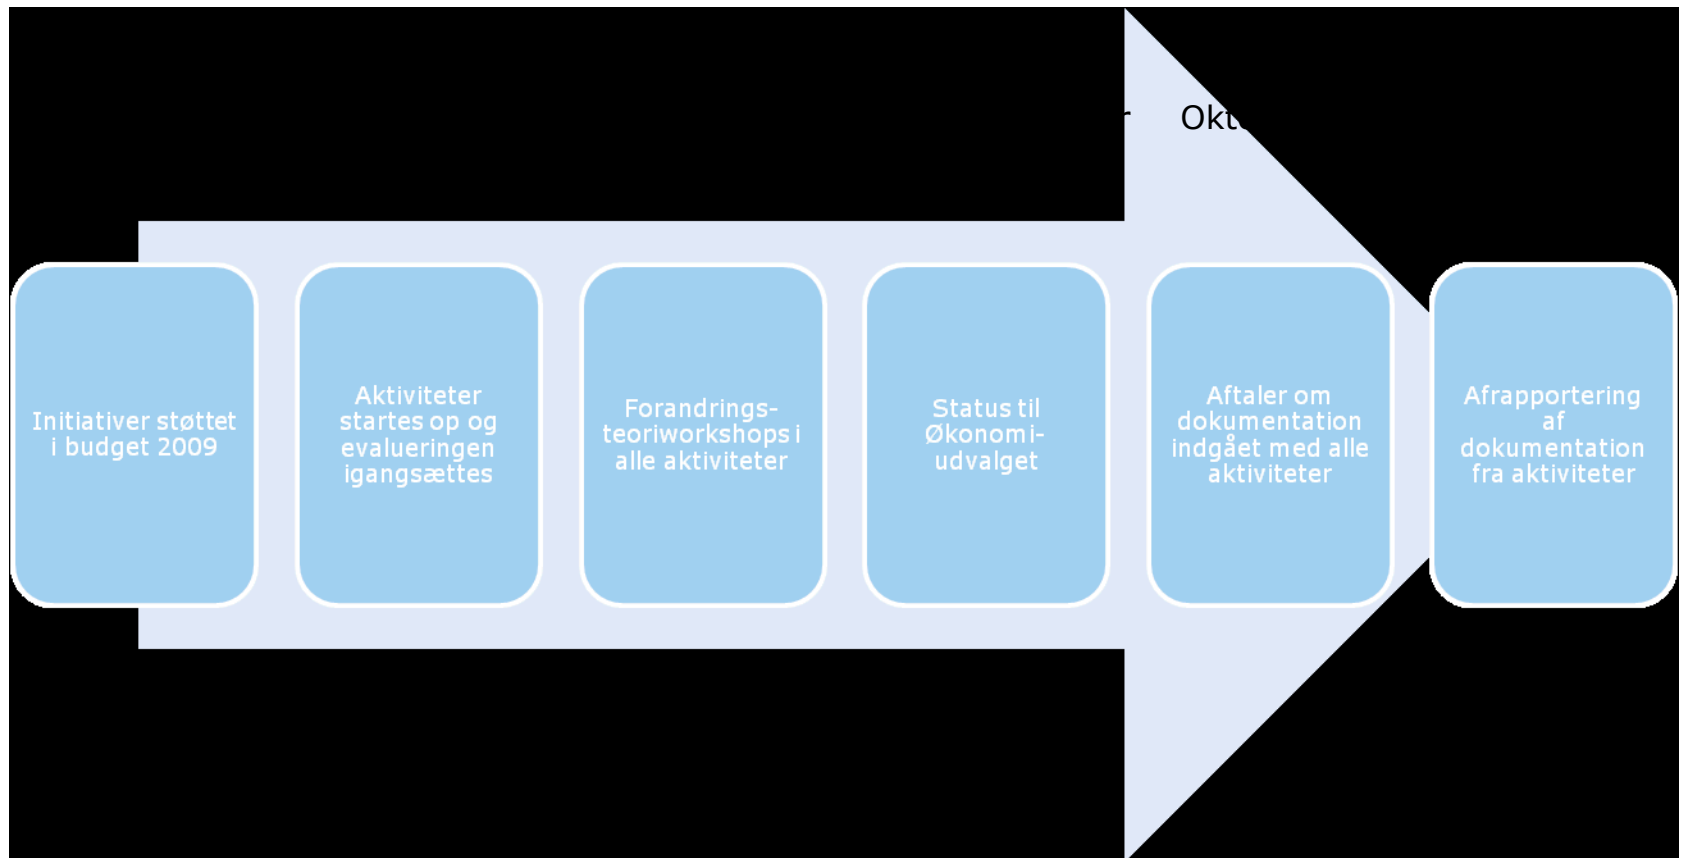 Initiativer støttet
i budget 2009
Aktiviteter
startes op og
evalueringen
igangsættes
Forandrings-
teoriworkshops i
alle aktiviteter
Status til
Økonomi-
udvalget
Aftaler om
dokumentation
indgået med alle
aktiviteter
Afrapportering
af
dokumentation
fra aktiviteter